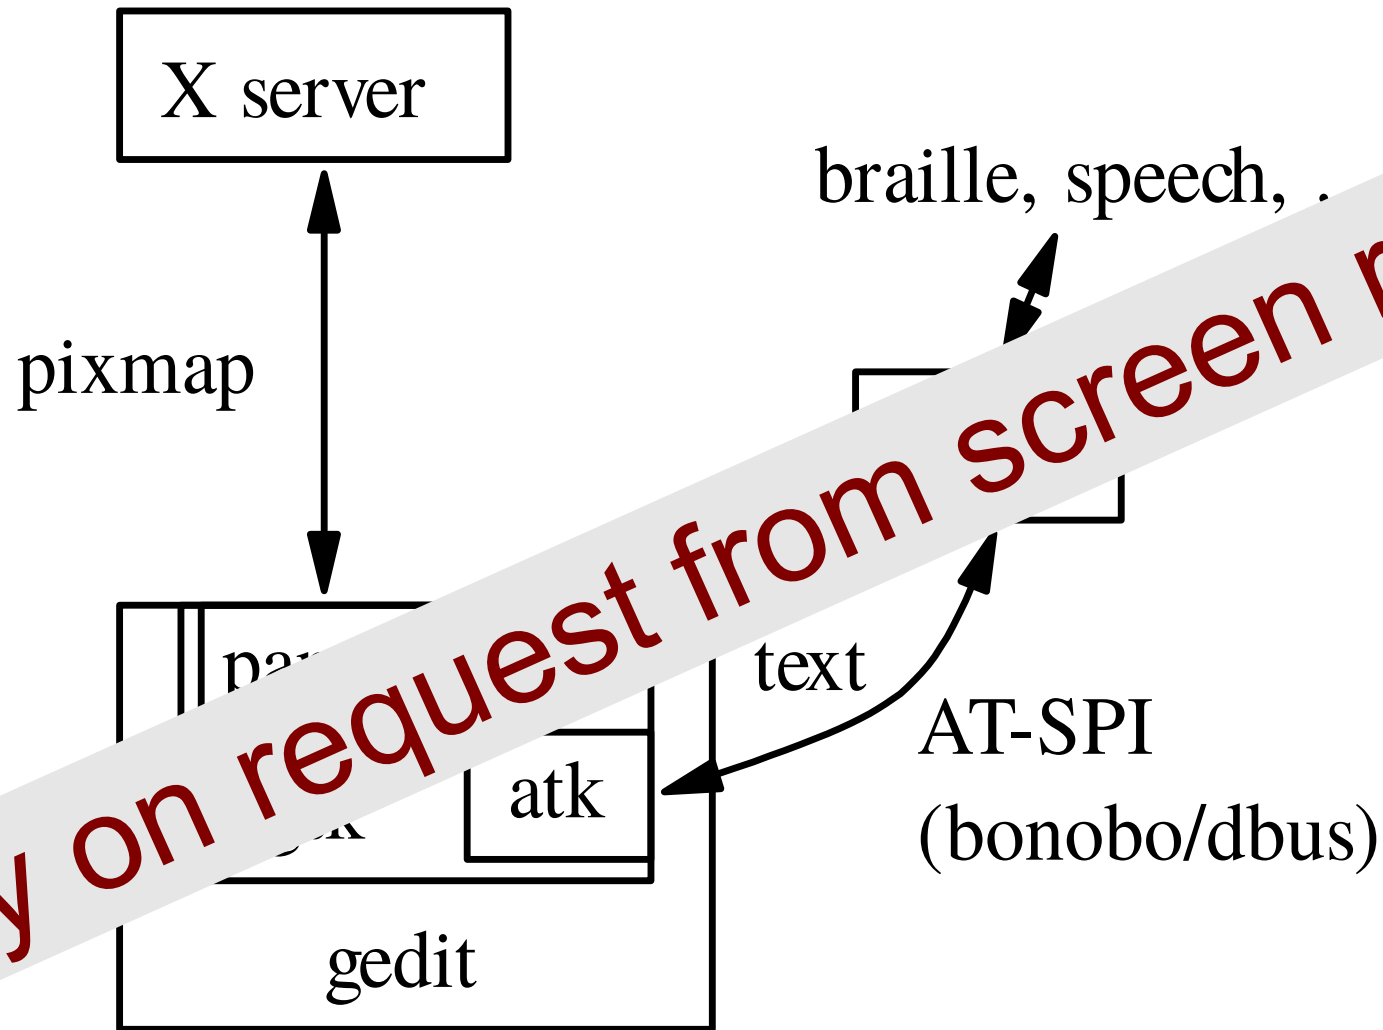 X server
braille, speech, .
pixmap
on request from screen
text
AT-SPI
atk
(bonobo/dbus)
gedit